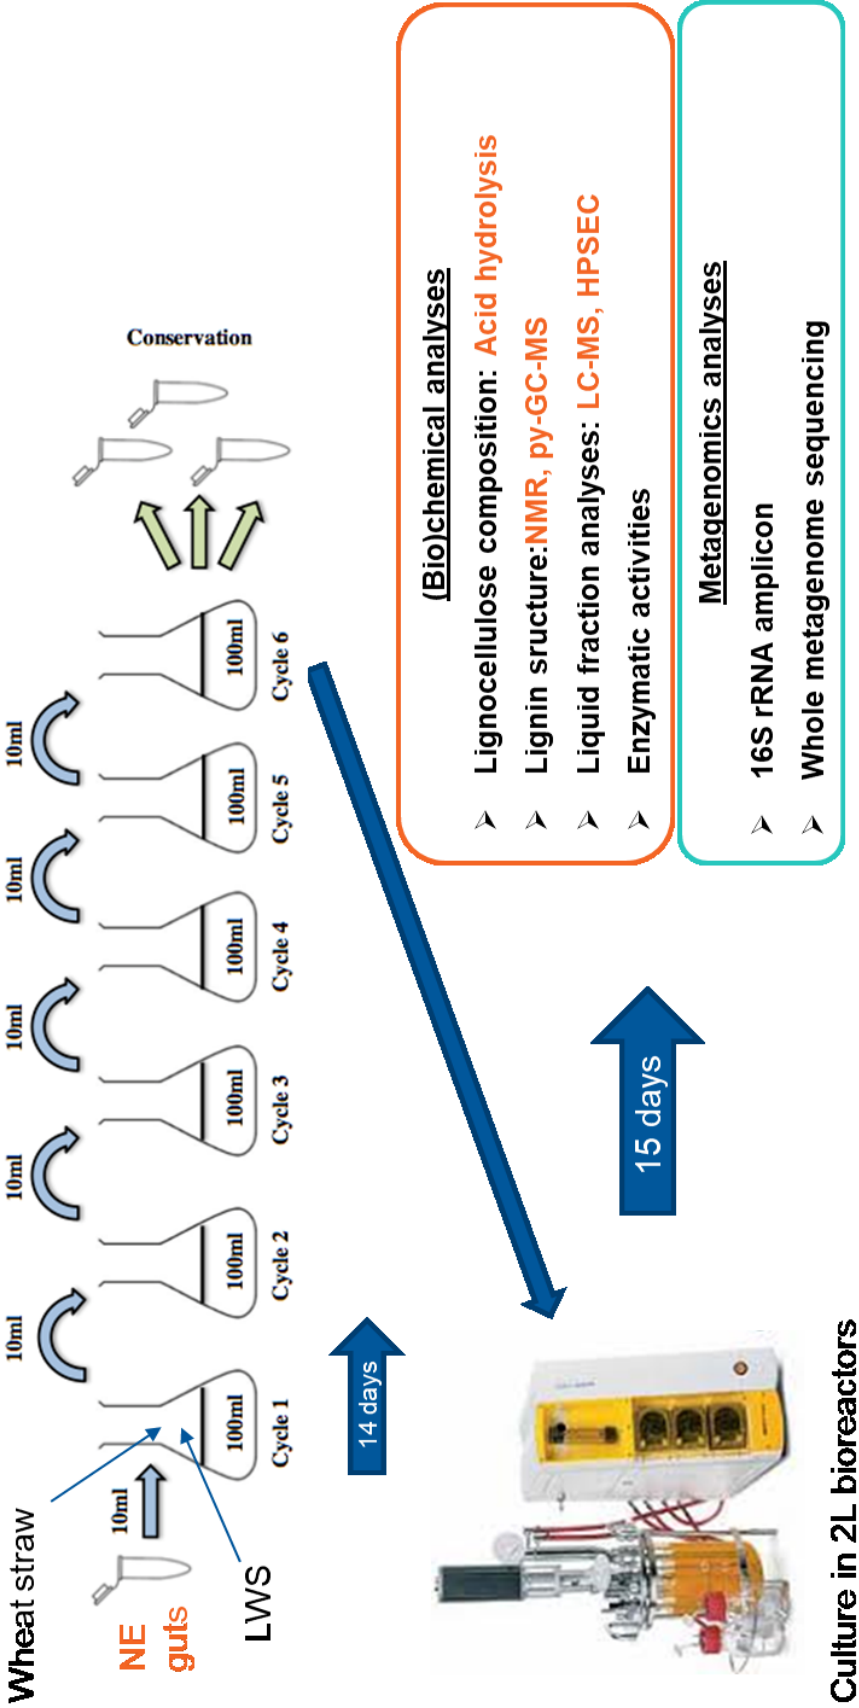 Wheat straw
NE
guts
LWS
10ml
10ml
10ml
10ml
10ml
10ml
100ml
100ml
100ml
100ml
100ml
100ml
Cycle 1
Cycle 2
Cycle 3
Cycle 4
Cycle 5
Cycle 6
Conservation
14 days
15 days
Culture in 2L bioreactors
(Bio)chemical analyses
➢ Lignocellulose composition: Acid hydrolysis
➢ Lignin sructure:NMR, py-GC-MS
➢ Liquid fraction analyses: LC-MS, HPSEC
➢ Enzymatic activities
Metagenomics analyses
➢ 16S rRNA amplicon
➢ Whole metagenome sequencing